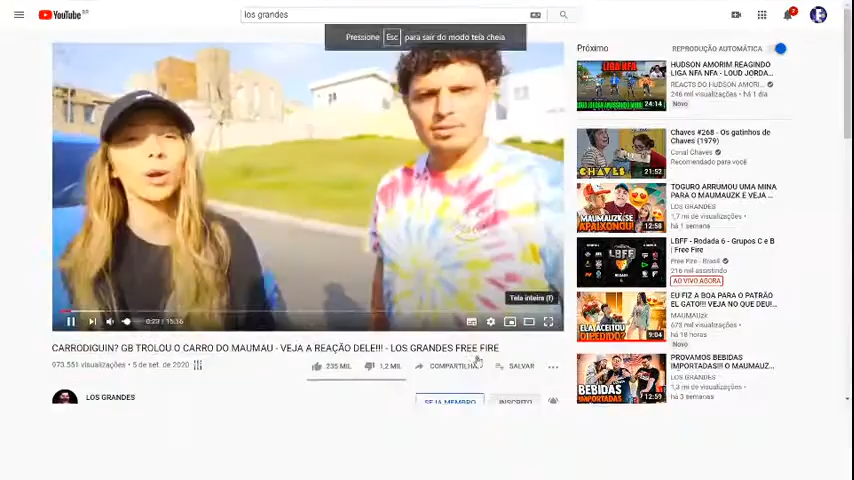 YouTube BR
los grandes
2
Pressione Esc para sair do modo tela cheia
Tela inteira (f)
0:23 / 15:16
CARRODIGUIN? GB TROLOU O CARRO DO MAUMAU - VEJA A REAÇÃO DELE!!! - LOS GRANDES FREE FIRE
973.551 visualizações • 5 de set. de 2020
235 MIL
1,2 MIL
COMPARTILHA
SALVAR
LOS GRANDES
SEJA MEMBRO
INSCRITO
Próximo
REPRODUÇÃO AUTOMÁTICA
LIGA NFA
24:14
HUDSON AMORIM REAGINDO
LIGA NFA NFA - LOUD JORDA...
REACTS DO HUDSON AMORI...
246 mil visualizações • há 1 dia
Novo
CHAVES
21:52
Chaves #268 - Os gatinhos de
Chaves (1979)
Canal Chaves
Recomendado para você
MAUMAUZK SE
APAIXONOU!
12:58
TOGURO ARRUMOU UMA MINA
PARA O MAUMAUZK E VEJA ...
LOS GRANDES
1,7 mi de visualizações •
há 1 semana
LBFF
LBFF - Rodada 6 - Grupos C e B
| Free Fire
Free Fire - Brasil
216 mil assistindo
AO VIVO AGORA
ELA ACEITOU
O PEDIDO?
9:04
EU FIZ A BOA PARA O PATRÃO
EL GATO!!! VEJA NO QUE DEU!
MAUMAUzk
673 mil visualizações •
há 18 horas
Novo
BEBIDAS
IMPORTADAS
12:59
PROVAMOS BEBIDAS
IMPORTADAS!!! O MAUMAUZ...
LOS GRANDES
1,3 mi de visualizações •
há 3 semanas